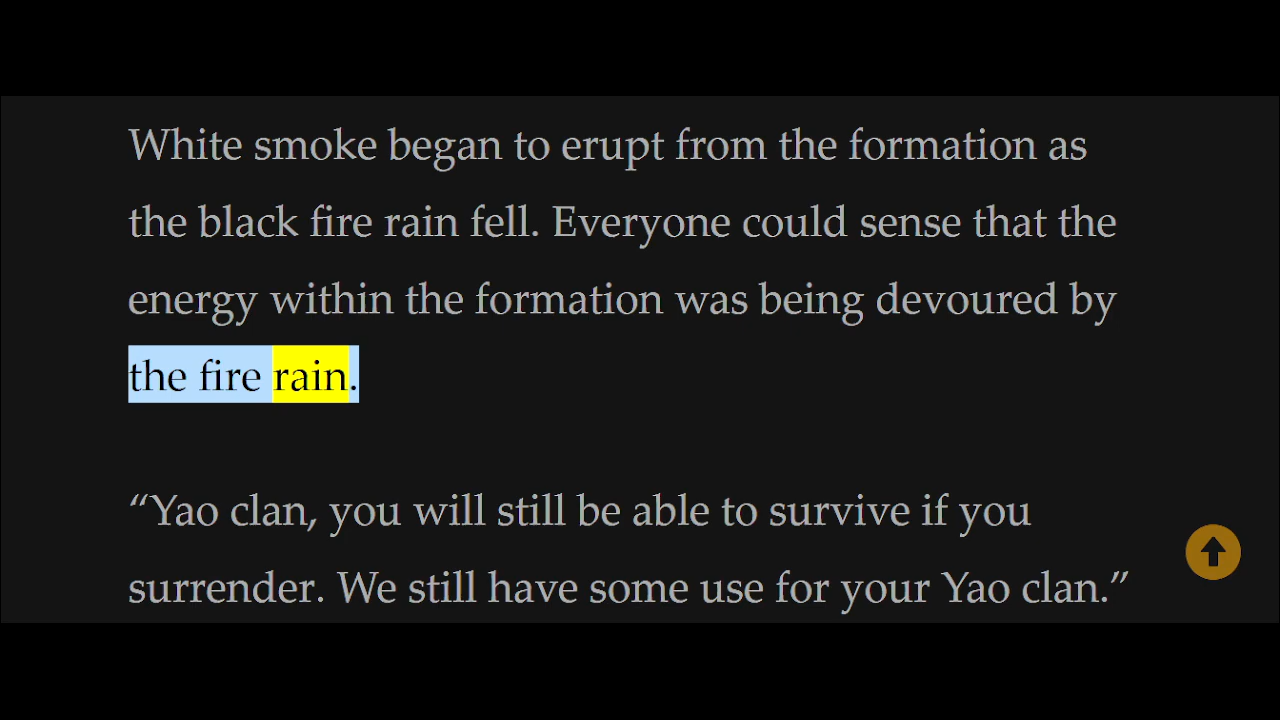 White smoke began to erupt from the formation as
the black fire rain fell. Everyone could sense that the
energy within the formation was being devoured by
the fire rain.
“Yao clan, you will still be able to survive if you
surrender. We still have some use for your Yao clan.”